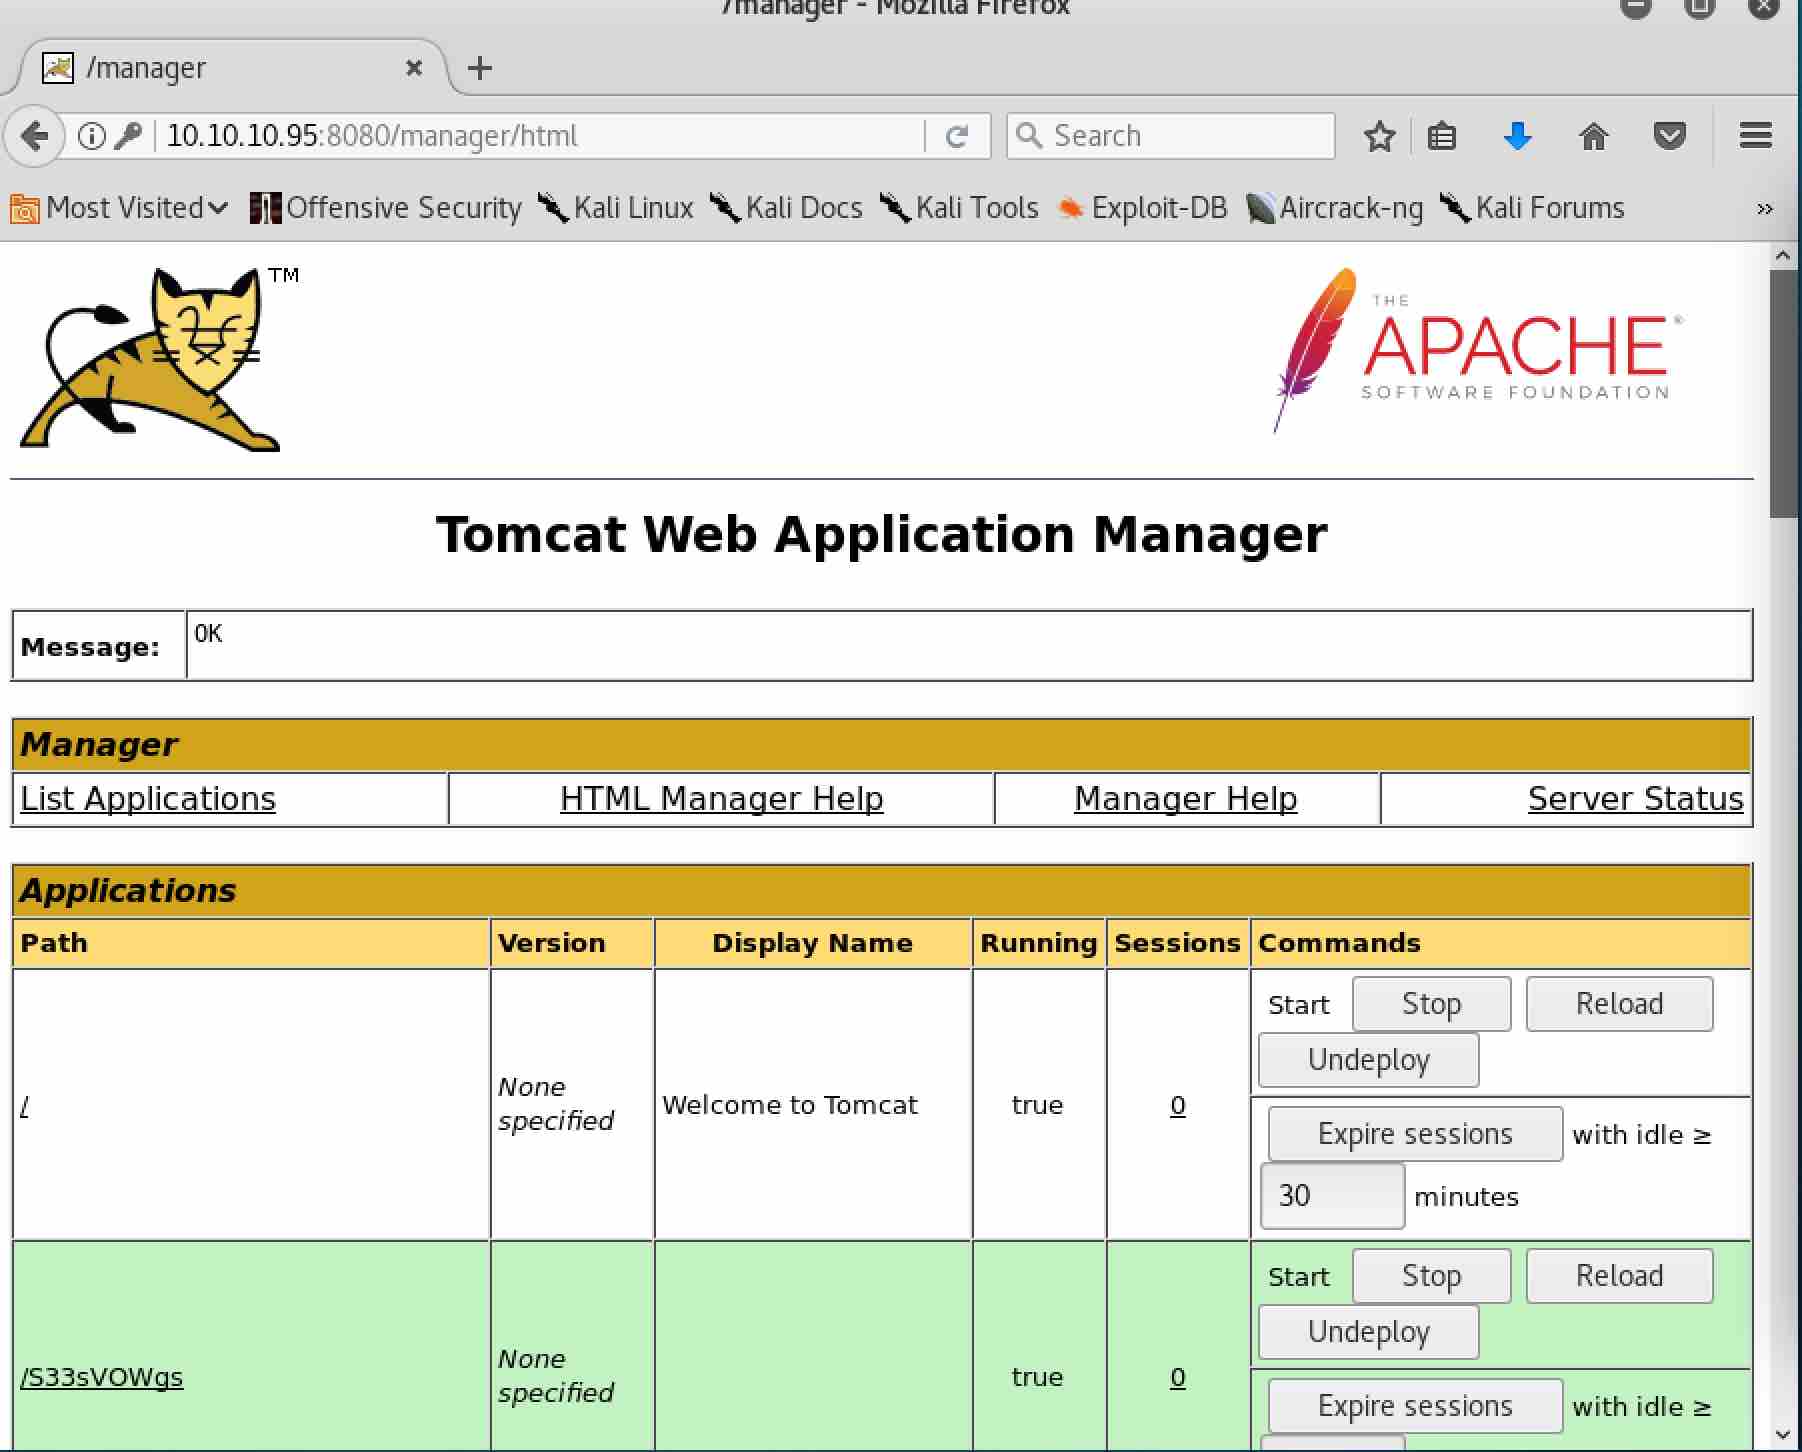 /manager - Mozilla Firefox
/manager
10.10.10.95:8080/manager/html
Search
Most Visited Offensive Security Kali Linux Kali Docs Kali Tools Exploit-DB Aircrack-ng Kali Forums »
TM
THE
APACHE®
SOFTWARE FOUNDATION
Tomcat Web Application Manager
Message: OK
Manager
List Applications HTML Manager Help Manager Help Server Status
Applications
Path Version Display Name Running Sessions Commands
Start Stop Reload
Undeploy
/ None specified Welcome to Tomcat true 0
Expire sessions with idle ≥
30 minutes
Start Stop Reload
Undeploy
/S33sVOWgs None specified true 0
Expire sessions with idle ≥